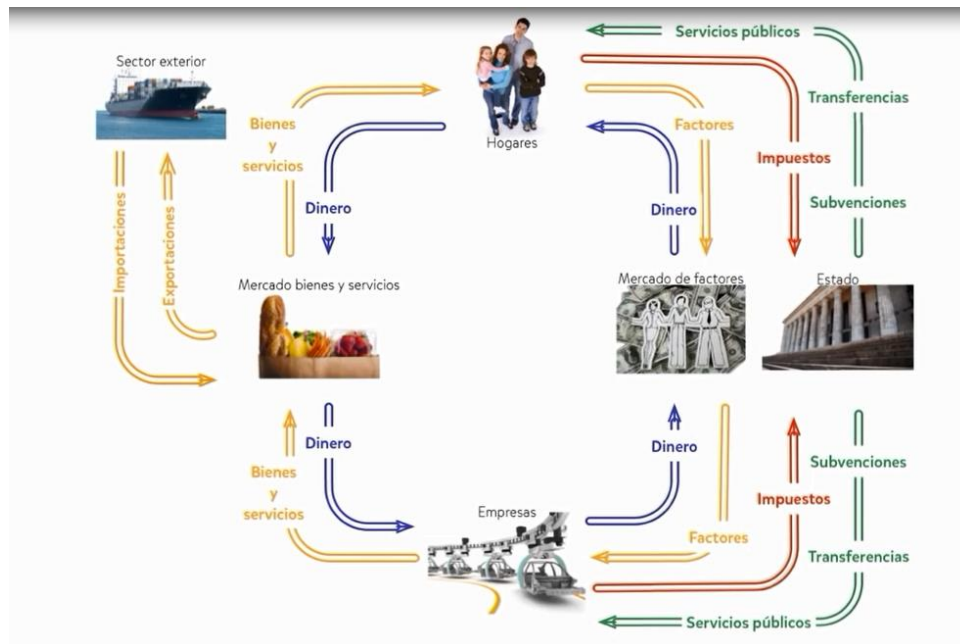 Servicios públicos
Sector exterior
Transferencias
Bienes
y
servicios
Factores
Hogares
Impuestos
Dinero
Dinero
Subvenciones
Importaciones
Exportaciones
Mercado bienes y servicios
Mercado de factores
Estado
Dinero
Dinero
Subvenciones
Bienes
y
servicios
Impuestos
Empresas
Factores
Transferencias
Servicios públicos